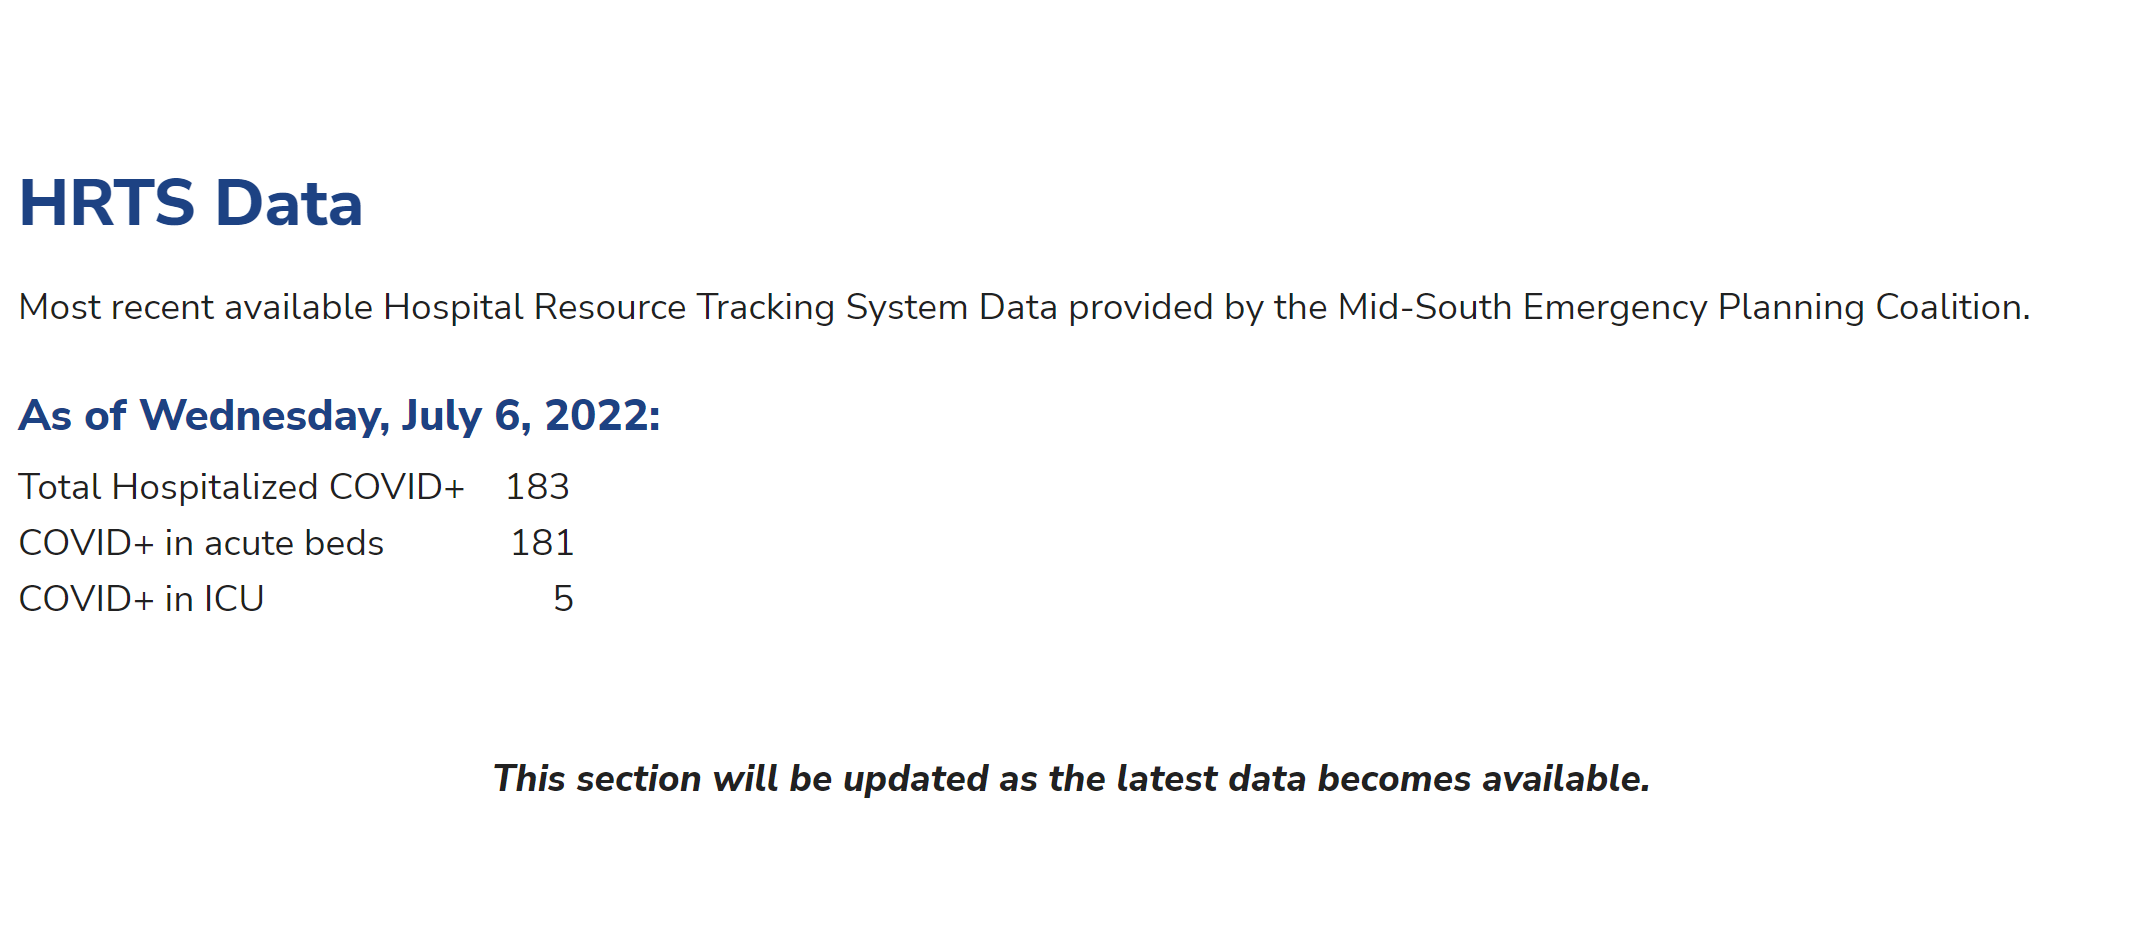 HRTS Data
Most recent available Hospital Resource Tracking System Data provided by the Mid-South Emergency Planning Coalition.
As of Wednesday, July 6, 2022:
Total Hospitalized COVID+ 183
COVID+ in acute beds 181
COVID+ in ICU 5
This section will be updated as the latest data becomes available.